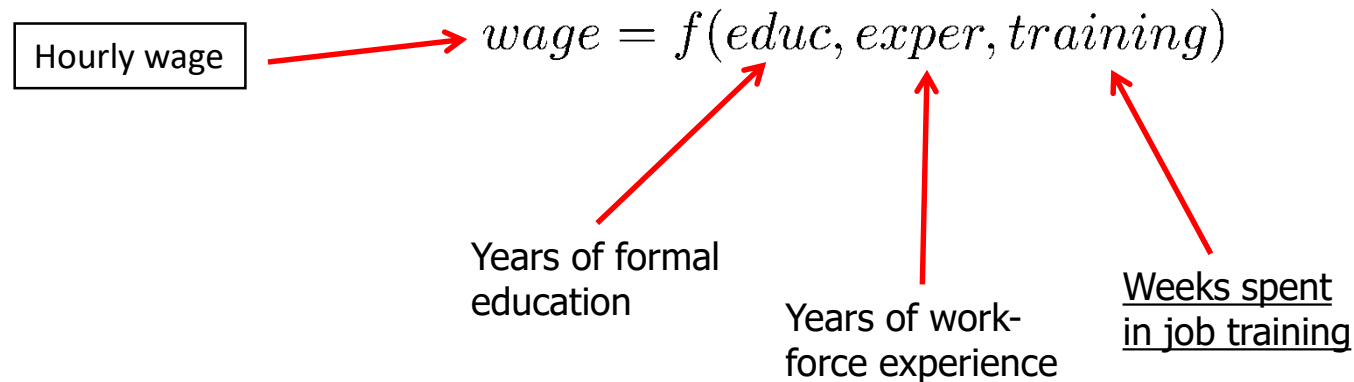 wage = f(educ, exper, training)
Hourly wage
Years of formal
education
Years of work-
force experience
Weeks spent
in job training